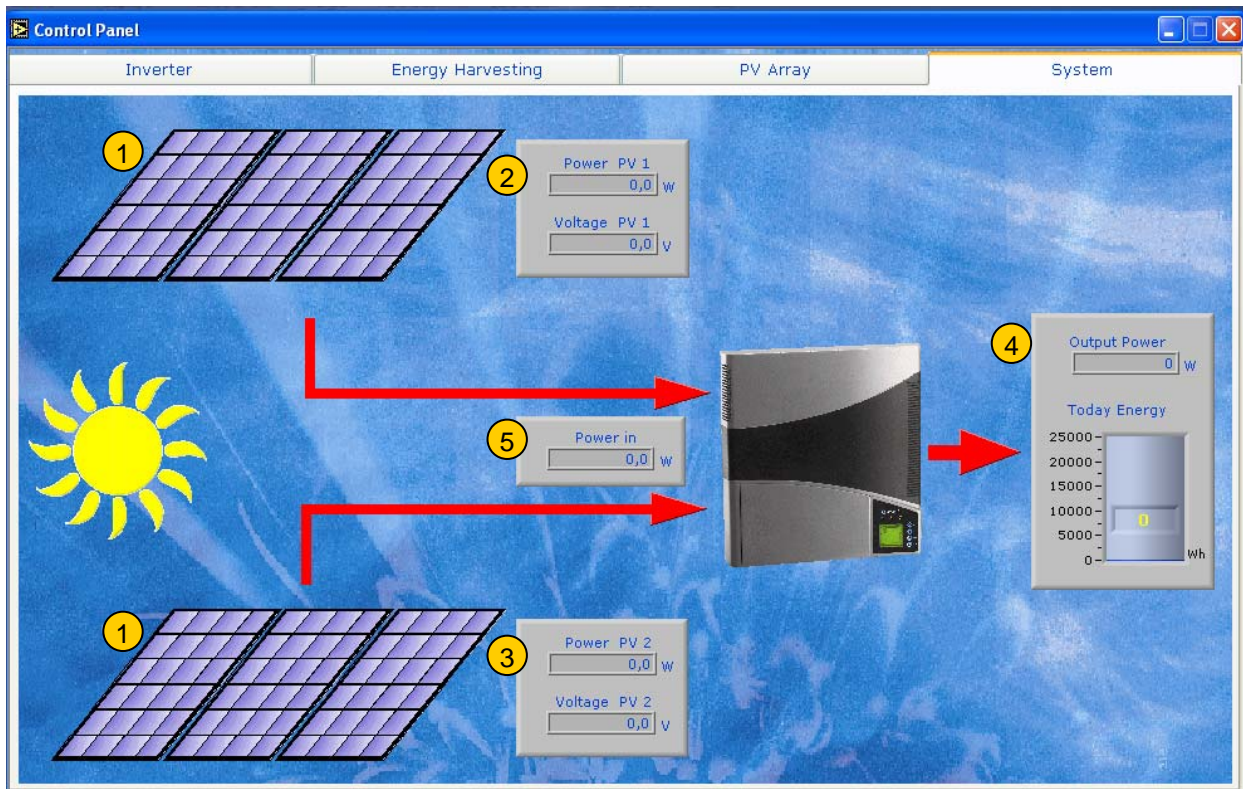 Control Panel
Inverter Energy Harvesting PV Array System
1
2
Power PV 1
0,0 W
Voltage PV 1
0,0 V
4
Output Power
0 W
Today Energy
25000
20000
15000
10000
5000
0
0
Wh
5
Power in
0,0 W
1
3
Power PV 2
0,0 W
Voltage PV 2
0,0 V